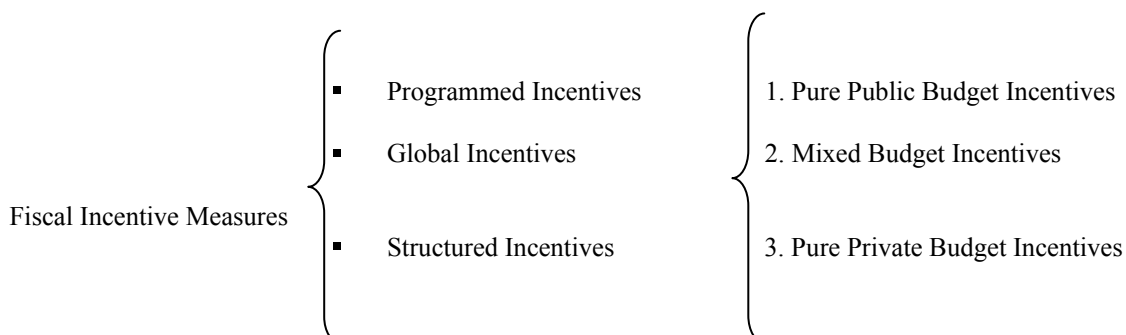 ▪ Programmed Incentives 1. Pure Public Budget Incentives
▪ Global Incentives 2. Mixed Budget Incentives
Fiscal Incentive Measures
▪ Structured Incentives 3. Pure Private Budget Incentives